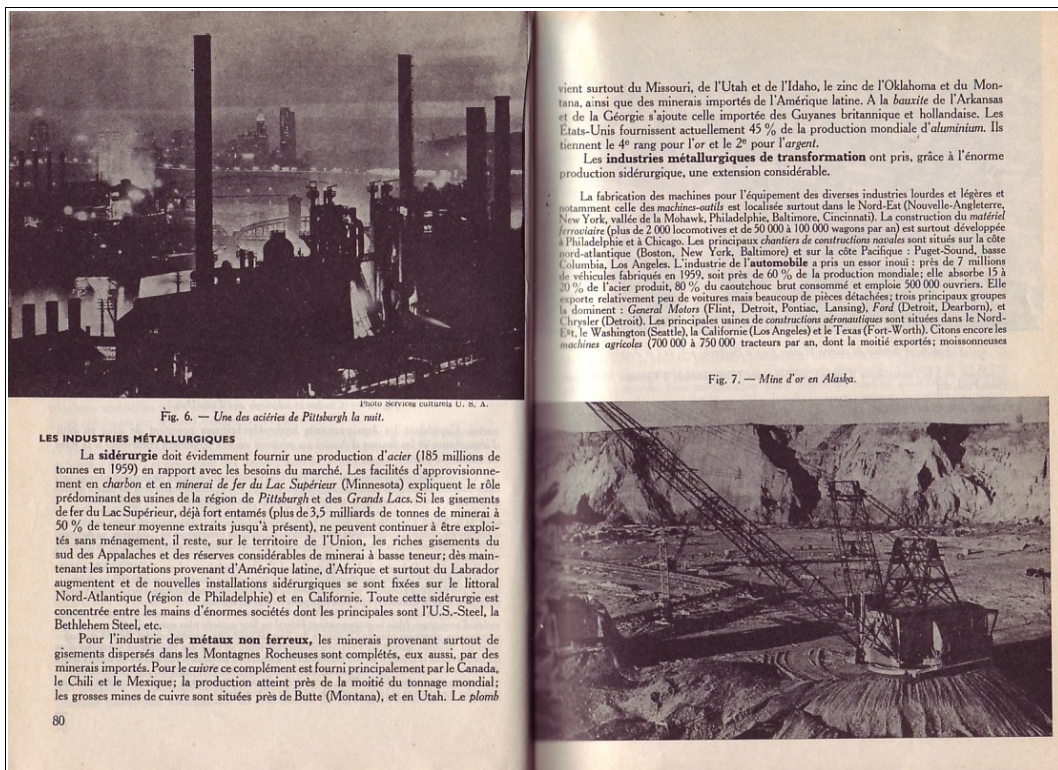 Photo Services culturels U. S. A.
Fig. 6. — Une des aciéries de Pittsburgh la nuit.
LES INDUSTRIES MÉTALLURGIQUES
La sidérurgie doit évidemment fournir une production d'acier (185 millions de
tonnes en 1959) en rapport avec les besoins du marché. Les facilités d'approvisionne-
ment en charbon et en minerai de fer du Lac Supérieur (Minnesota) expliquent le rôle
prédominant des usines de la région de Pittsburgh et des Grands Lacs. Si les gisements
de fer du Lac Supérieur, déjà fort entamés (plus de 3,5 milliards de tonnes de minerai à
50 % de teneur moyenne extraits jusqu'à présent), ne peuvent continuer à être exploi-
tés sans ménagement, il reste, sur le territoire de l'Union, les riches gisements du
sud des Appalaches et des réserves considérables de minerai à basse teneur; dès main-
tenant les importations provenant d'Amérique latine, d'Afrique et surtout du Labrador
augmentent et de nouvelles installations sidérurgiques se sont fixées sur le littoral
Nord-Atlantique (région de Philadelphie) et en Californie. Toute cette sidérurgie est
concentrée entre les mains d'énormes sociétés dont les principales sont l'U.S.-Steel, la
Bethlehem Steel, etc.
Pour l'industrie des métaux non ferreux, les minerais provenant surtout de
gisements dispersés dans les Montagnes Rocheuses sont complétés, eux aussi, par des
minerais importés. Pour le cuivre ce complément est fourni principalement par le Canada,
le Chili et le Mexique; la production atteint près de la moitié du tonnage mondial;
les grosses mines de cuivre sont situées près de Butte (Montana), et en Utah. Le plomb
80
vient surtout du Missouri, de l'Utah et de l'Idaho, le zinc de l'Oklahoma et du Mon-
tana, ainsi que des minerais importés de l'Amérique latine. A la bauxite de l'Arkansas
et de la Géorgie s'ajoute celle importée des Guyanes britannique et hollandaise. Les
États-Unis fournissent actuellement 45 % de la production mondiale d'aluminium. Ils
tiennent le 4e rang pour l'or et le 2e pour l'argent.
Les industries métallurgiques de transformation ont pris, grâce à l'énorme
production sidérurgique, une extension considérable.
La fabrication des machines pour l'équipement des diverses industries lourdes et légères et
notamment celle des machines-outils est localisée surtout dans le Nord-Est (Nouvelle-Angleterre,
New York, vallée de la Mohawk, Philadelphie, Baltimore, Cincinnati). La construction du matériel
ferroviaire (plus de 2 000 locomotives et de 50 000 à 100 000 wagons par an) est surtout développée
à Philadelphie et à Chicago. Les principaux chantiers de constructions navales sont situés sur la côte
nord-atlantique (Boston, New York, Baltimore) et sur la côte Pacifique : Puget-Sound, basse
Columbia, Los Angeles. L'industrie de l'automobile a pris un essor inouï : près de 7 millions
de véhicules fabriqués en 1959, soit près de 60 % de la production mondiale; elle absorbe 15 à
20 % de l'acier produit, 80 % du caoutchouc brut consommé et emploie 500 000 ouvriers. Elle
exporte relativement peu de voitures mais beaucoup de pièces détachées; trois principaux groupes
la dominent : General Motors (Flint, Detroit, Pontiac, Lansing), Ford (Detroit, Dearborn), et
Chrysler (Detroit). Les principales usines de constructions aéronautiques sont situées dans le Nord-
Est, le Washington (Seattle), la Californie (Los Angeles) et le Texas (Fort-Worth). Citons encore les
machines agricoles (700 000 à 750 000 tracteurs par an, dont la moitié exportés; moissonneuses
Fig. 7. — Mine d'or en Alaska.